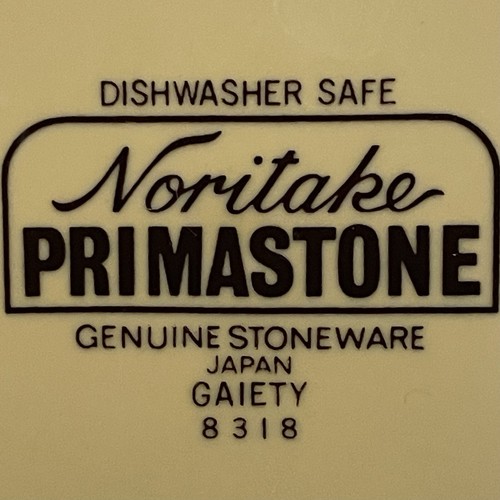 DISHWASHER SAFE
Noritake
PRIMASTONE
GENUINE STONEWARE
JAPAN
GAIETY
8318